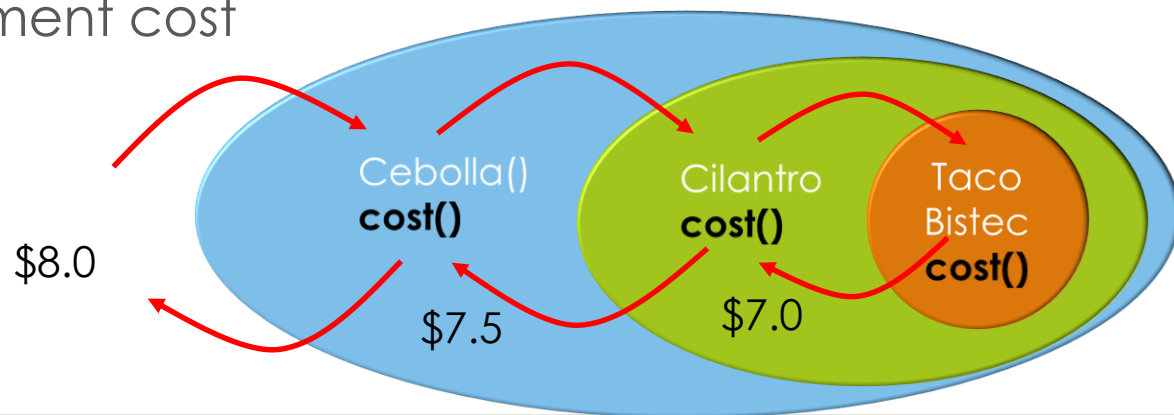 ment cost
Cebolla()
cost()
Cilantro
cost()
Taco
Bistec
cost()
$8.0
$7.5
$7.0